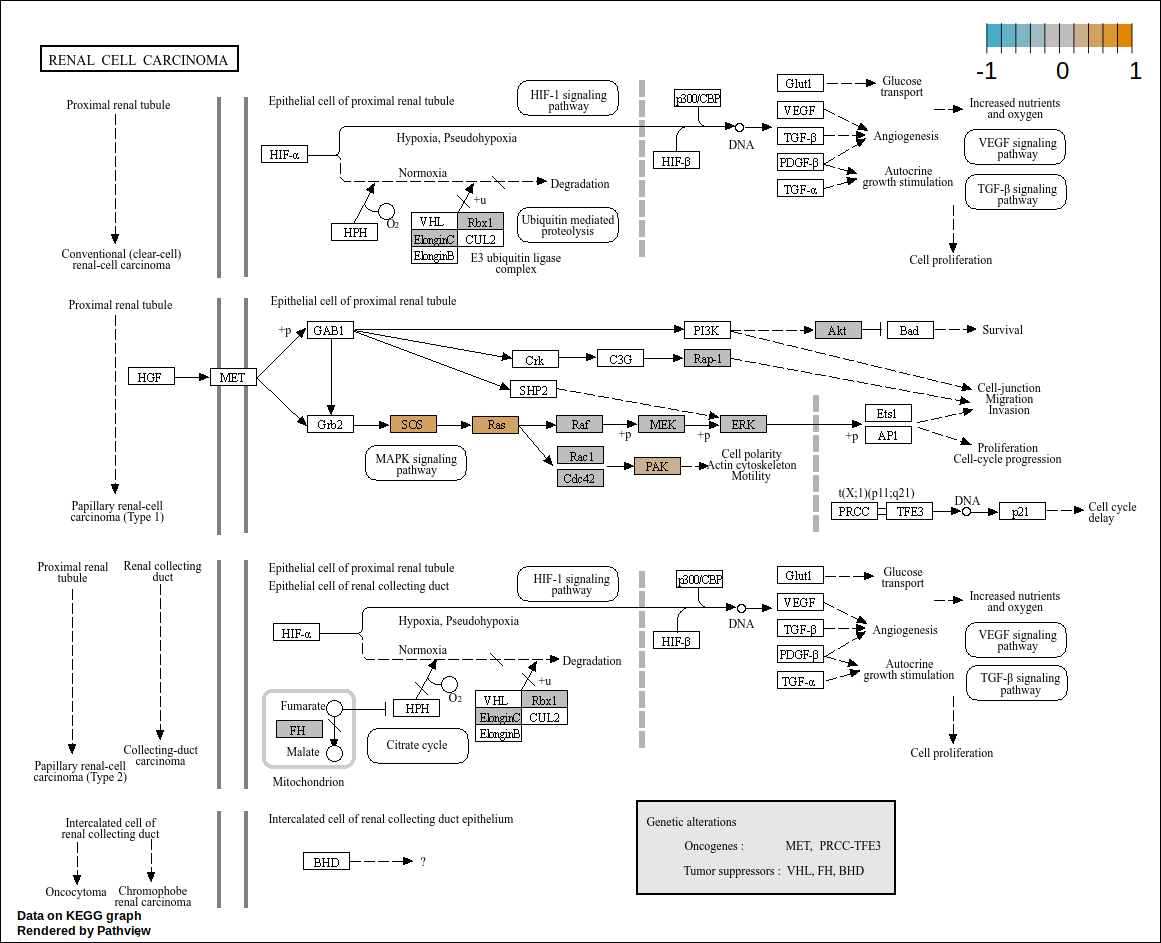 RENAL CELL CARCINOMA
-1 0 1
Proximal renal tubule
Conventional (clear-cell)
renal-cell carcinoma
Epithelial cell of proximal renal tubule
HIF-1 signaling
pathway
HIF-α
Hypoxia, Pseudohypoxia
Normoxia
Degradation
+u
HPH
O2
VHL
Rbx1
ElonginC
CUL2
ElonginB
E3 ubiquitin ligase
complex
Ubiquitin mediated
proteolysis
p300/CBP
HIF-β
DNA
Glut1
VEGF
TGF-β
PDGF-β
TGF-α
Glucose
transport
Angiogenesis
Autocrine
growth stimulation
Increased nutrients
and oxygen
VEGF signaling
pathway
TGF-β signaling
pathway
Cell proliferation
Proximal renal tubule
Papillary renal-cell
carcinoma (Type 1)
Epithelial cell of proximal renal tubule
HGF
MET
+p
GAB1
PI3K
Akt
Bad
Survival
Crk
C3G
Rap-1
SHP2
Cell-junction
Migration
Invasion
Grb2
SOS
Ras
Raf
+p
MEK
+p
ERK
+p
Ets1
AP1
Proliferation
Cell-cycle progression
MAPK signaling
pathway
Rac1
Cdc42
PAK
Cell polarity
Actin cytoskeleton
Motility
t(X;1)(p11;q21)
PRCC
TFE3
DNA
p21
Cell cycle
delay
Proximal renal
tubule
Renal collecting
duct
Papillary renal-cell
carcinoma (Type 2)
Collecting-duct
carcinoma
Epithelial cell of proximal renal tubule
Epithelial cell of renal collecting duct
HIF-1 signaling
pathway
HIF-α
Hypoxia, Pseudohypoxia
Normoxia
Degradation
+u
HPH
O2
VHL
Rbx1
ElonginC
CUL2
ElonginB
Fumarate
FH
Malate
Mitochondrion
Citrate cycle
p300/CBP
HIF-β
DNA
Glut1
VEGF
TGF-β
PDGF-β
TGF-α
Glucose
transport
Angiogenesis
Autocrine
growth stimulation
Increased nutrients
and oxygen
VEGF signaling
pathway
TGF-β signaling
pathway
Cell proliferation
Intercalated cell of
renal collecting duct
Oncocytoma
Chromophobe
renal carcinoma
Intercalated cell of renal collecting duct epithelium
BHD
?
Genetic alterations
Oncogenes : MET, PRCC-TFE3
Tumor suppressors : VHL, FH, BHD
Data on KEGG graph
Rendered by Pathview